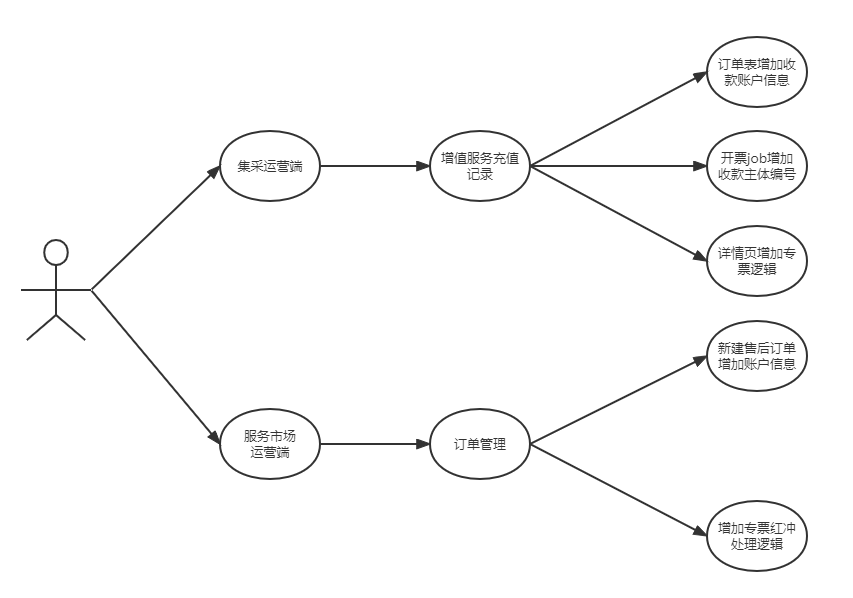 订单表增加收
款账户信息
集采运营端
增值服务充值
记录
开票job增加
收款主体编号
详情页增加专
票逻辑
新建售后订单
增加账户信息
服务市场
运营端
订单管理
增加专票红冲
处理逻辑